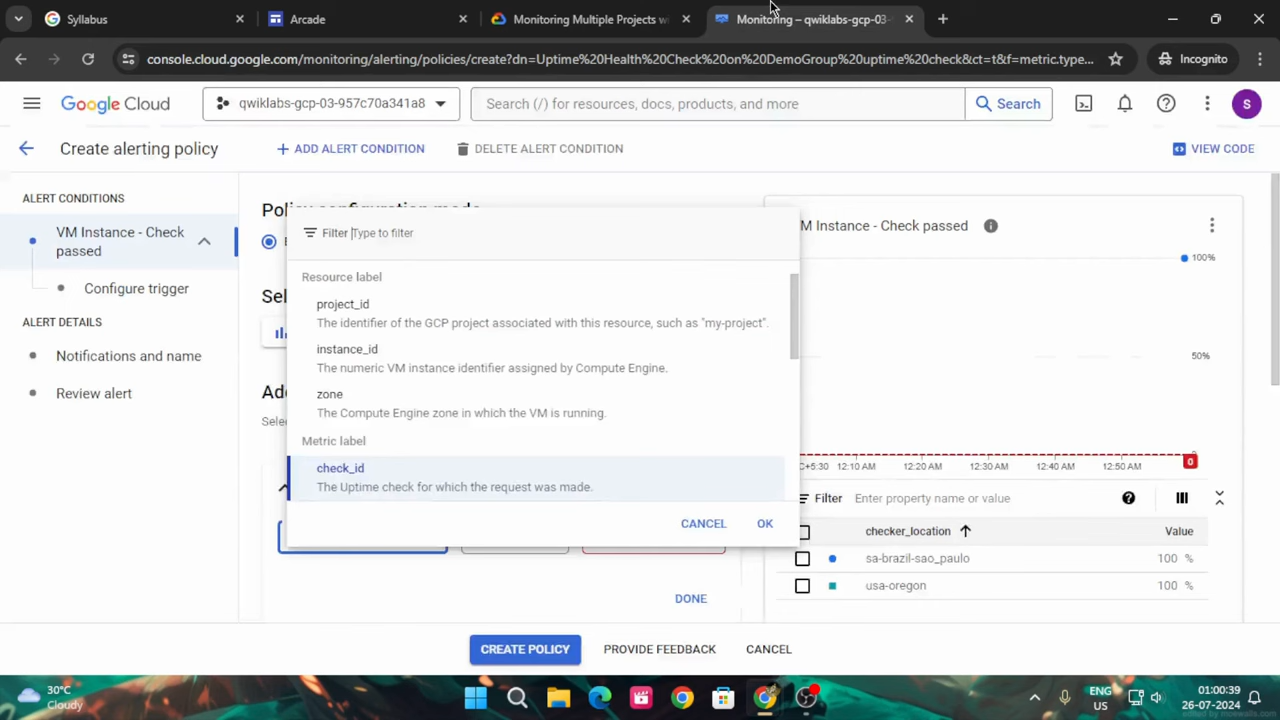 Syllabus
Arcade
Monitoring Multiple Projects wi
Monitoring – qwiklabs-gcp-03-
console.cloud.google.com/monitoring/alerting/policies/create?dn=Uptime%20Health%20Check%20on%20DemoGroup%20uptime%20check&ct=t&f=metric.type...
Incognito
Google Cloud
qwiklabs-gcp-03-957c70a341a8
Search (/) for resources, docs, products, and more
Search
S
Create alerting policy
ADD ALERT CONDITION
DELETE ALERT CONDITION
VIEW CODE
ALERT CONDITIONS
VM Instance - Check
passed
Configure trigger
ALERT DETAILS
Notifications and name
Review alert
Policy configuration mode
Sel
Add
Selec
Filter Type to filter
Resource label
project_id
The identifier of the GCP project associated with this resource, such as "my-project".
instance_id
The numeric VM instance identifier assigned by Compute Engine.
zone
The Compute Engine zone in which the VM is running.
Metric label
check_id
The Uptime check for which the request was made.
CANCEL
OK
DONE
M Instance - Check passed
100%
50%
0
C+5:30
12:10 AM
12:20 AM
12:30 AM
12:40 AM
12:50 AM
Filter
Enter property name or value
checker_location
Value
sa-brazil-sao_paulo
100 %
usa-oregon
100 %
CREATE POLICY
PROVIDE FEEDBACK
CANCEL
30°C
Cloudy
ENG
US
01:00:39
26-07-2024